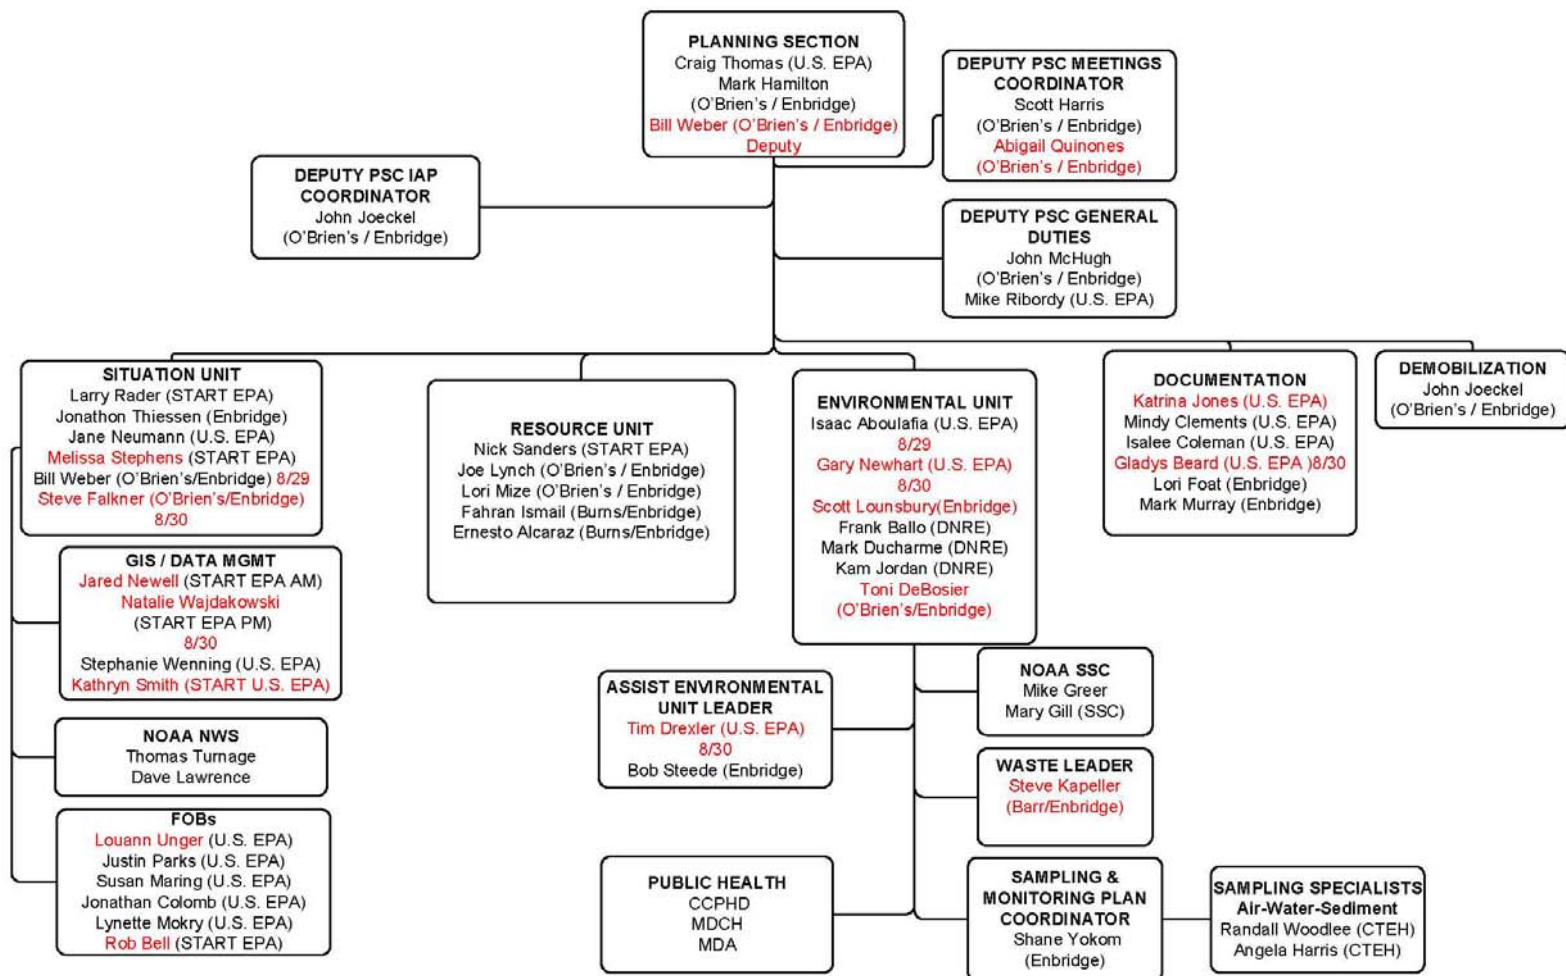 PLANNING SECTION
Craig Thomas (U.S. EPA)
Mark Hamilton
(O'Brien's / Enbridge)
Bill Weber (O'Brien's / Enbridge)
Deputy
DEPUTY PSC MEETINGS
COORDINATOR
Scott Harris
(O'Brien's / Enbridge)
Abigail Quinones
(O'Brien's / Enbridge)
DEPUTY PSC IAP
COORDINATOR
John Joeckel
(O'Brien's / Enbridge)
DEPUTY PSC GENERAL
DUTIES
John McHugh
(O'Brien's / Enbridge)
Mike Ribordy (U.S. EPA)
SITUATION UNIT
Larry Rader (START EPA)
Jonathon Thiessen (Enbridge)
Jane Neumann (U.S. EPA)
Melissa Stephens (START EPA)
Bill Weber (O'Brien's/Enbridge) 8/29
Steve Falkner (O'Brien's/Enbridge)
8/30
RESOURCE UNIT
Nick Sanders (START EPA)
Joe Lynch (O'Brien's / Enbridge)
Lori Mize (O'Brien's / Enbridge)
Fahran Ismail (Burns/Enbridge)
Ernesto Alcaraz (Burns/Enbridge)
ENVIRONMENTAL UNIT
Isaac Aboulafia (U.S. EPA)
8/29
Gary Newhart (U.S. EPA)
8/30
Scott Lounsbury(Enbridge)
Frank Ballo (DNRE)
Mark Ducharme (DNRE)
Kam Jordan (DNRE)
Toni DeBosier
(O'Brien's/Enbridge)
DOCUMENTATION
Katrina Jones (U.S. EPA)
Mindy Clements (U.S. EPA)
Isalee Coleman (U.S. EPA)
Gladys Beard (U.S. EPA )8/30
Lori Foat (Enbridge)
Mark Murray (Enbridge)
DEMOBILIZATION
John Joeckel
(O'Brien's / Enbridge)
GIS / DATA MGMT
Jared Newell (START EPA AM)
Natalie Wajdakowski
(START EPA PM)
8/30
Stephanie Wenning (U.S. EPA)
Kathryn Smith (START U.S. EPA)
NOAA NWS
Thomas Turnage
Dave Lawrence
FOBs
Louann Unger (U.S. EPA)
Justin Parks (U.S. EPA)
Susan Maring (U.S. EPA)
Jonathan Colomb (U.S. EPA)
Lynette Mokry (U.S. EPA)
Rob Bell (START EPA)
ASSIST ENVIRONMENTAL
UNIT LEADER
Tim Drexler (U.S. EPA)
8/30
Bob Steede (Enbridge)
NOAA SSC
Mike Greer
Mary Gill (SSC)
WASTE LEADER
Steve Kapeller
(Barr/Enbridge)
PUBLIC HEALTH
CCPHD
MDCH
MDA
SAMPLING &
MONITORING PLAN
COORDINATOR
Shane Yokom
(Enbridge)
SAMPLING SPECIALISTS
Air-Water-Sediment
Randall Woodlee (CTEH)
Angela Harris (CTEH)